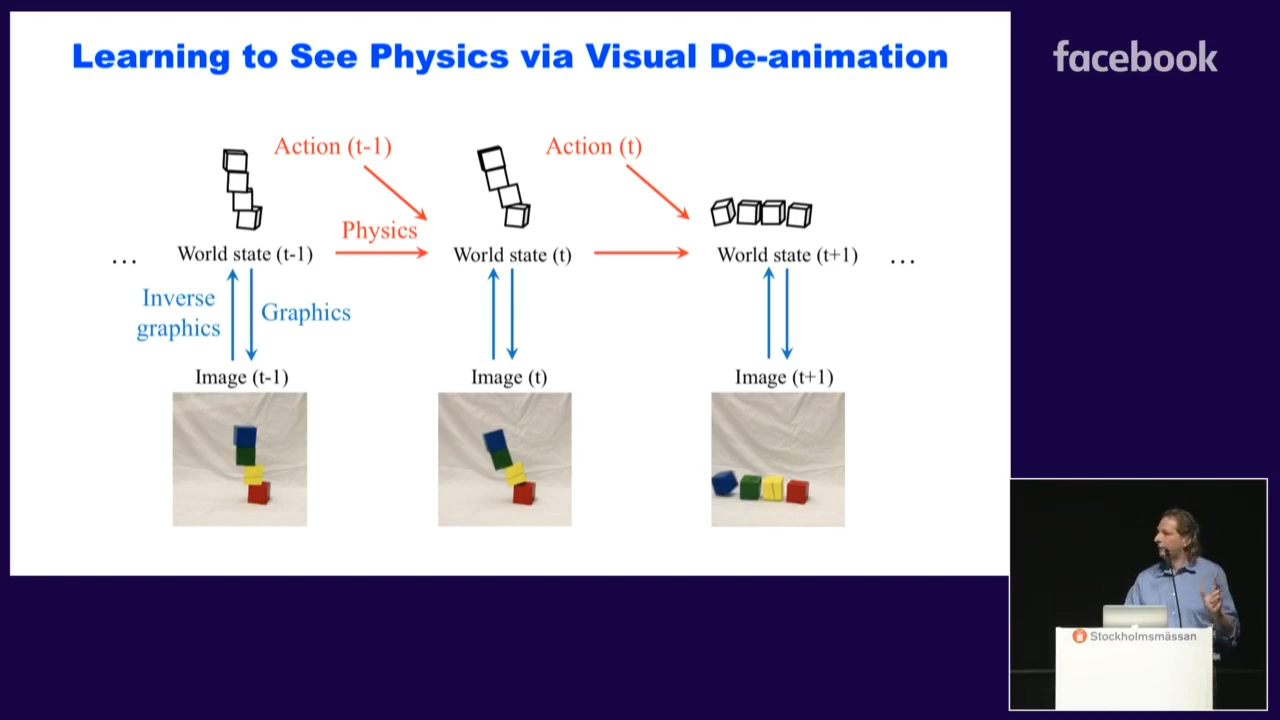 Learning to See Physics via Visual De-animation
facebook
Action (t-1)
Action (t)
Physics
... World state (t-1)
World state (t)
World state (t+1) ...
Inverse
graphics
Graphics
Image (t-1)
Image (t)
Image (t+1)
Stockholmsmässan